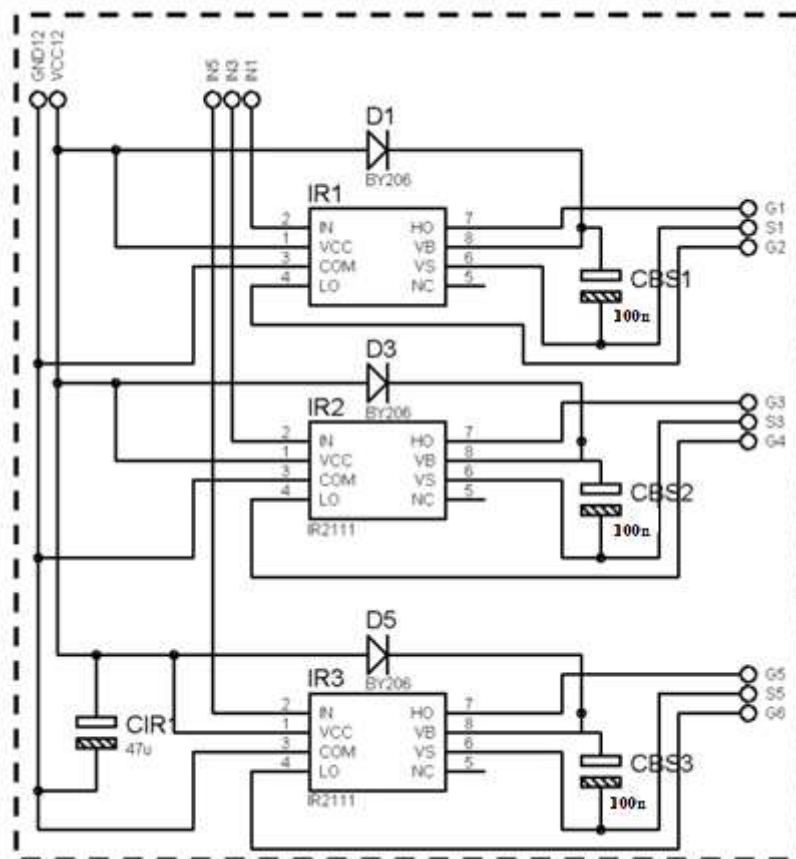 GND12
VCC12
IN5
IN3
IN1
D1
BY206
IR1
2 IN HO 7
1 VCC VB 8
3 COM VS 6
4 LO NC 5
G1
S1
G2
CBS1
100n
D3
BY206
IR2
2 IN HO 7
1 VCC VB 8
3 COM VS 6
4 LO NC 5
IR2111
G3
S3
G4
CBS2
100n
D5
BY206
IR3
2 IN HO 7
1 VCC VB 8
3 COM VS 6
4 LO NC 5
IR2111
G5
S5
G6
CIR1
47u
CBS3
100n